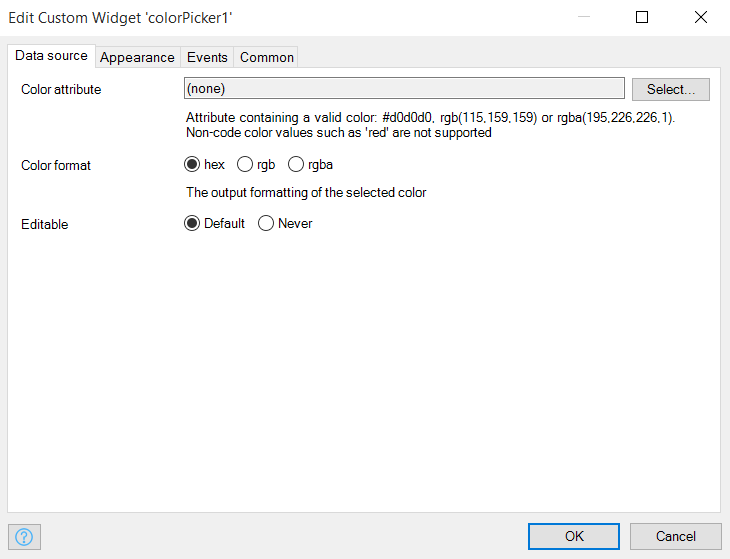 Edit Custom Widget 'colorPicker1'
Data source Appearance Events Common
Color attribute (none) Select...
Attribute containing a valid color: #d0d0d0, rgb(115,159,159) or rgba(195,226,226,1).
Non-code color values such as 'red' are not supported
Color format hex rgb rgba
The output formatting of the selected color
Editable Default Never
? OK Cancel